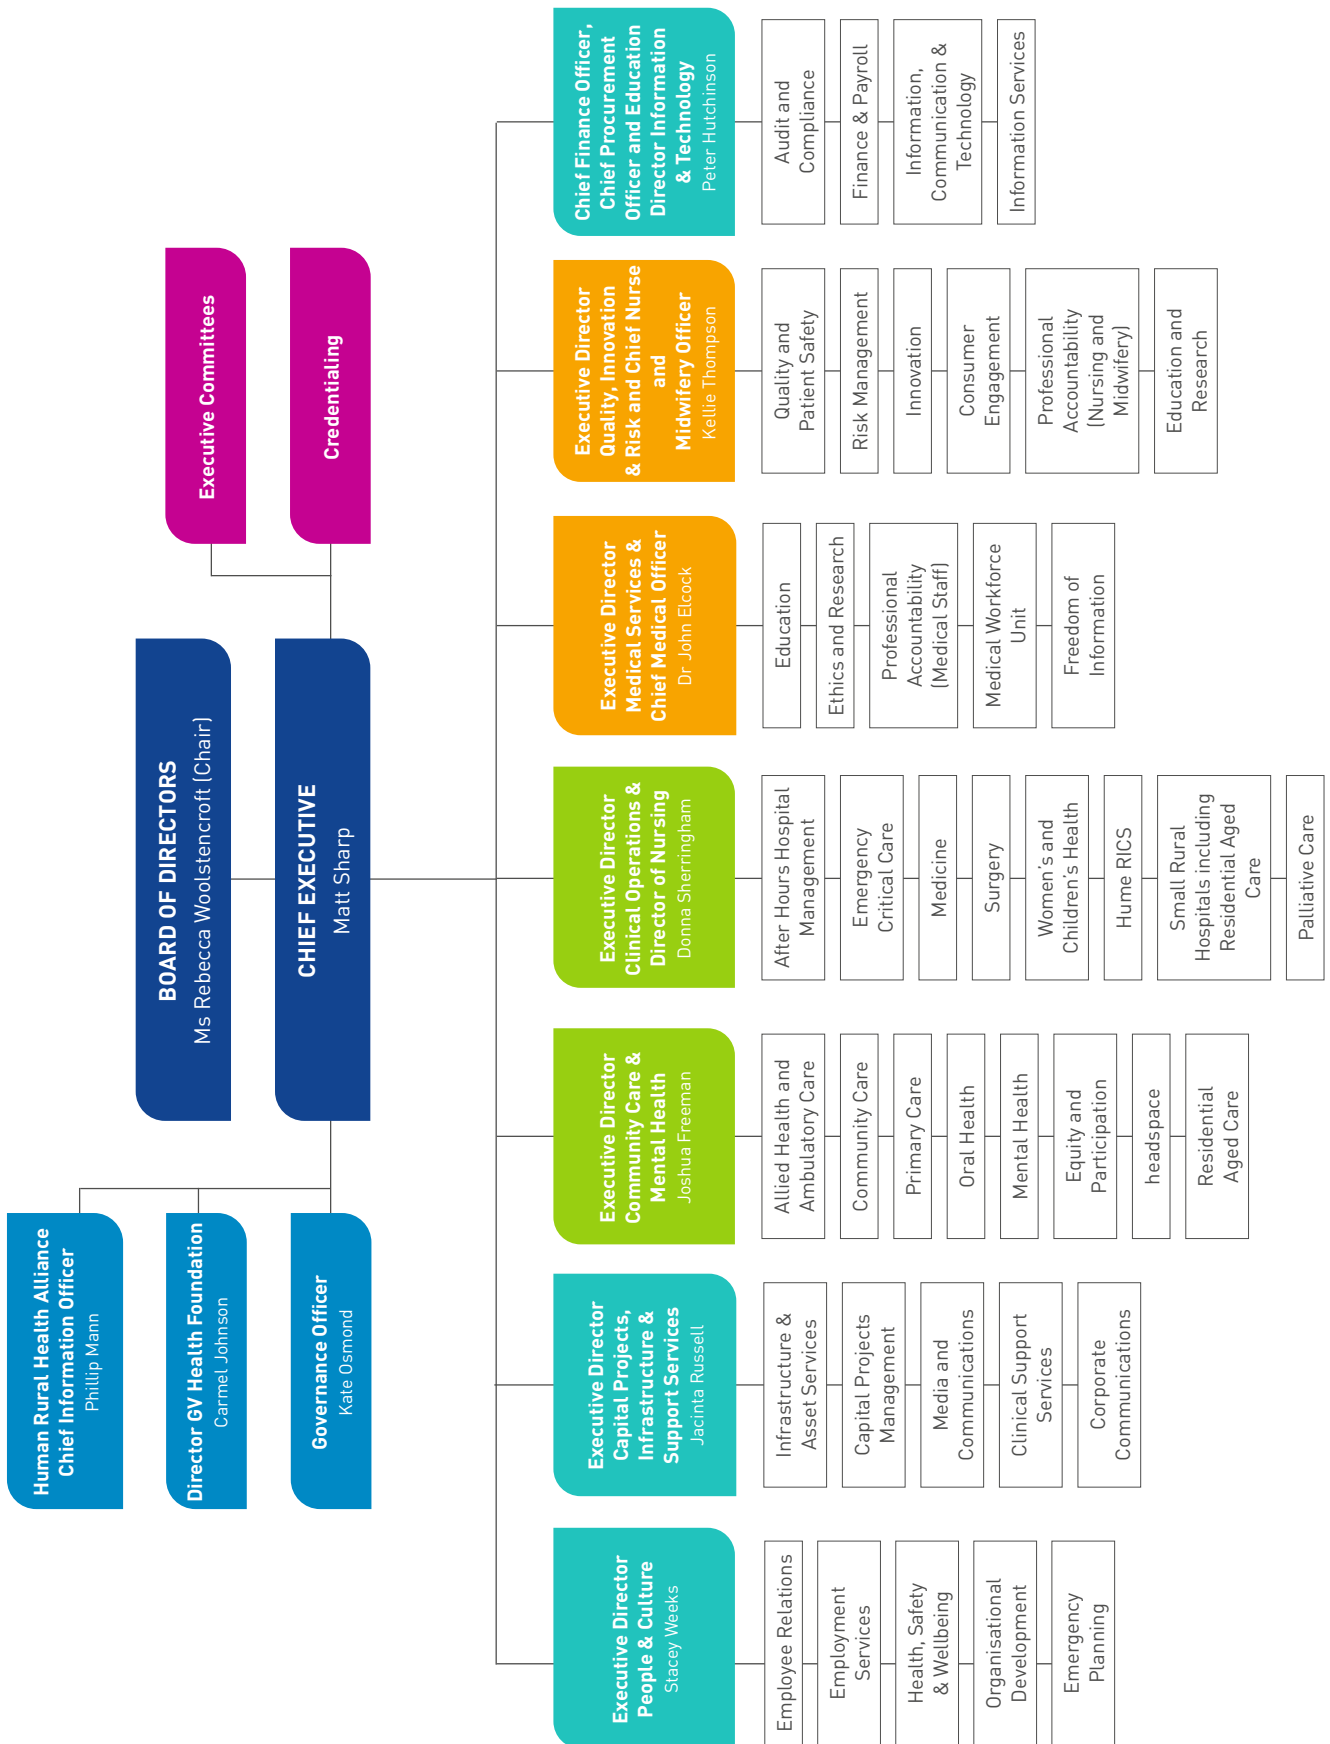 Human Rural Health Alliance
Chief Information Officer
Phillip Mann
Director GV Health Foundation
Carmel Johnson
Governance Officer
Kate Osmond
BOARD OF DIRECTORS
Ms Rebecca Woolstencroft (Chair)
CHIEF EXECUTIVE
Matt Sharp
Executive Committees
Credentialing
Executive Director
People & Culture
Stacey Weeks
Employee Relations
Employment
Services
Health, Safety
& Wellbeing
Organisational
Development
Emergency
Planning
Executive Director
Capital Projects,
Infrastructure &
Support Services
Jacinta Russell
Infrastructure &
Asset Services
Capital Projects
Management
Media and
Communications
Clinical Support
Services
Corporate
Communications
Executive Director
Community Care &
Mental Health
Joshua Freeman
Allied Health and
Ambulatory Care
Community Care
Primary Care
Oral Health
Mental Health
Equity and
Participation
headspace
Residential
Aged Care
Executive Director
Clinical Operations &
Director of Nursing
Donna Sherringham
After Hours Hospital
Management
Emergency
Critical Care
Medicine
Surgery
Women's and
Children's Health
Hume RICS
Small Rural
Hospitals including
Residential Aged
Care
Palliative Care
Executive Director
Medical Services &
Chief Medical Officer
Dr John Elcock
Education
Ethics and Research
Professional
Accountability
(Medical Staff)
Medical Workforce
Unit
Freedom of
Information
Executive Director
Quality, Innovation
& Risk and Chief Nurse
and
Midwifery Officer
Kellie Thompson
Quality and
Patient Safety
Risk Management
Innovation
Consumer
Engagement
Professional
Accountability
(Nursing and
Midwifery)
Education and
Research
Chief Finance Officer,
Chief Procurement
Officer and Education
Director Information
& Technology
Peter Hutchinson
Audit and
Compliance
Finance & Payroll
Information,
Communication &
Technology
Information Services